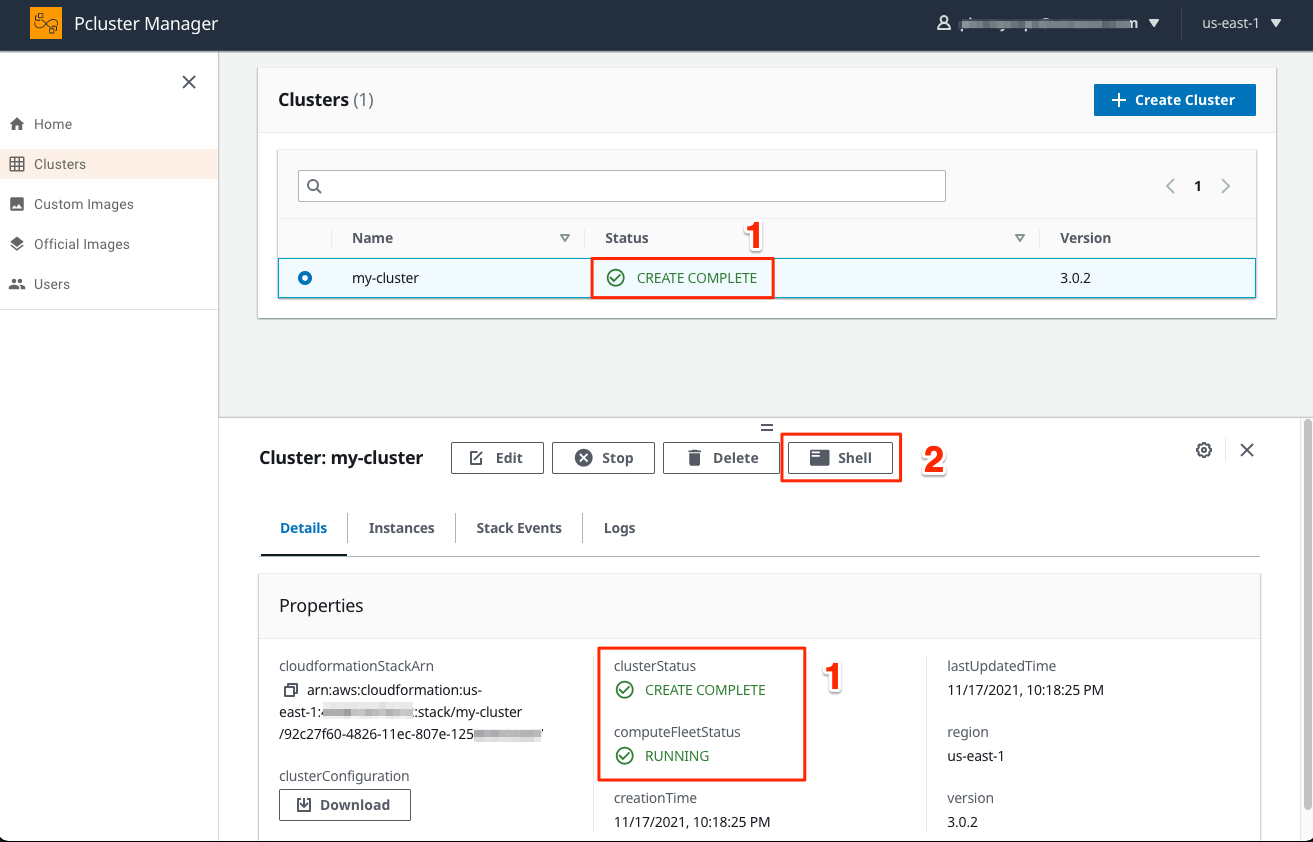 Pcluster Manager
us-east-1
Home
Clusters
Custom Images
Official Images
Users
Clusters (1)
Create Cluster
1
Name
Status
Version
1
my-cluster
CREATE COMPLETE
3.0.2
Cluster: my-cluster
Edit
Stop
Delete
Shell
2
Details
Instances
Stack Events
Logs
Properties
cloudformationStackArn
arn:aws:cloudformation:us-
east-1: :stack/my-cluster
/92c27f60-4826-11ec-807e-125
clusterConfiguration
Download
clusterStatus
CREATE COMPLETE
1
computeFleetStatus
RUNNING
creationTime
11/17/2021, 10:18:25 PM
lastUpdatedTime
11/17/2021, 10:18:25 PM
region
us-east-1
version
3.0.2